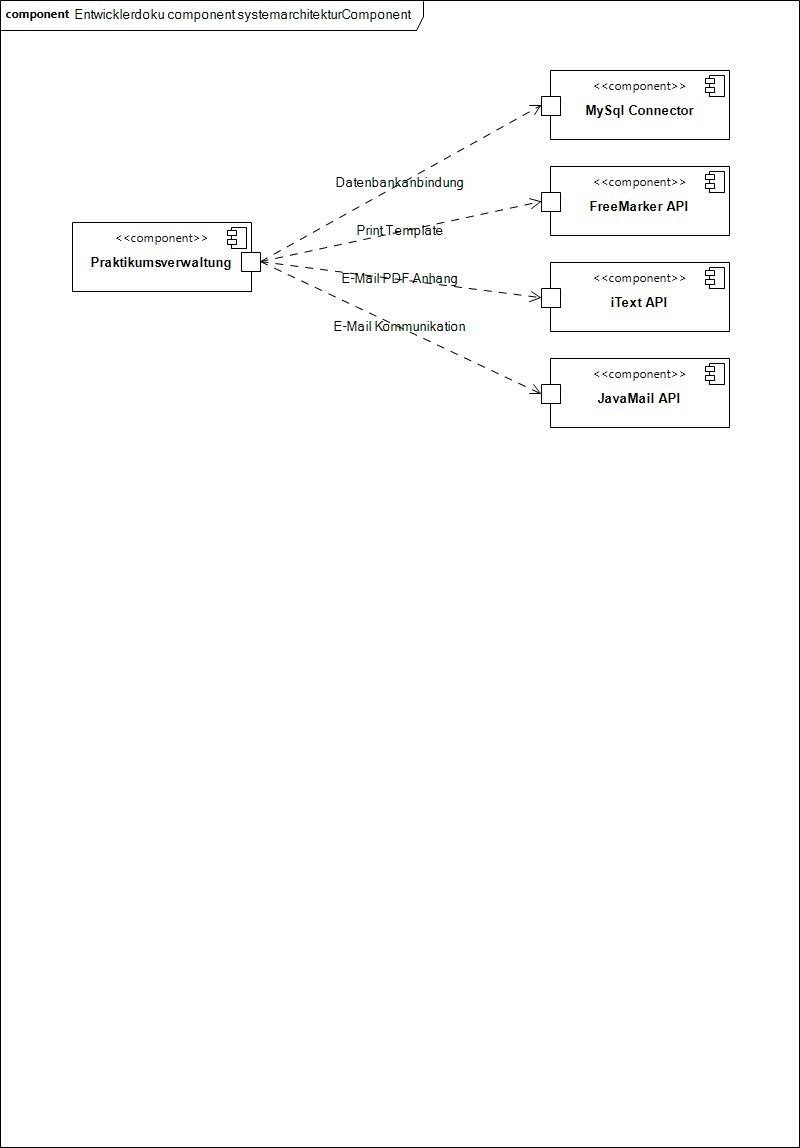 component Entwicklerdoku component systemarchitekturComponent
<<component>>
MySql Connector
Datenbankanbindung
<<component>>
FreeMarker API
Print Template
<<component>>
Praktikumsverwaltung
E-Mail PDF Anhang
<<component>>
iText API
E-Mail Kommunikation
<<component>>
JavaMail API